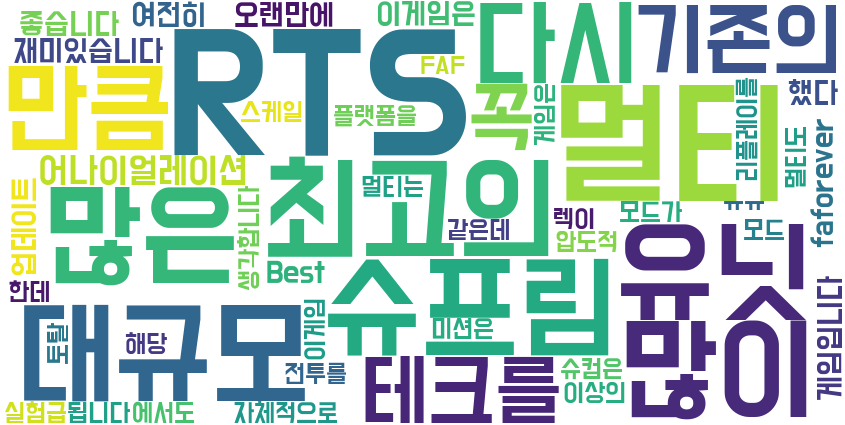 좋습니다
여전히
오랜만에
이게임은
다시
기존의
재미있습니다
RTS
FAF
만큼
스케일
플랫폼을
꼭
게임은
멀티
리플레이를
했다
멀티도
faforever
어나이얼레이션
최고의
많은
멀티는
렉이
모드가
ㅠㅠ
모드
같은데
압도적
업데이트
생각합니다
Best
한데
슈프림
유닛이
많이
게임입니다
대규모
토탈
해당
이게임
미션은
전투를
테크를
슈컴은
이상의
실험급
됩니다
에서도
자체적으로